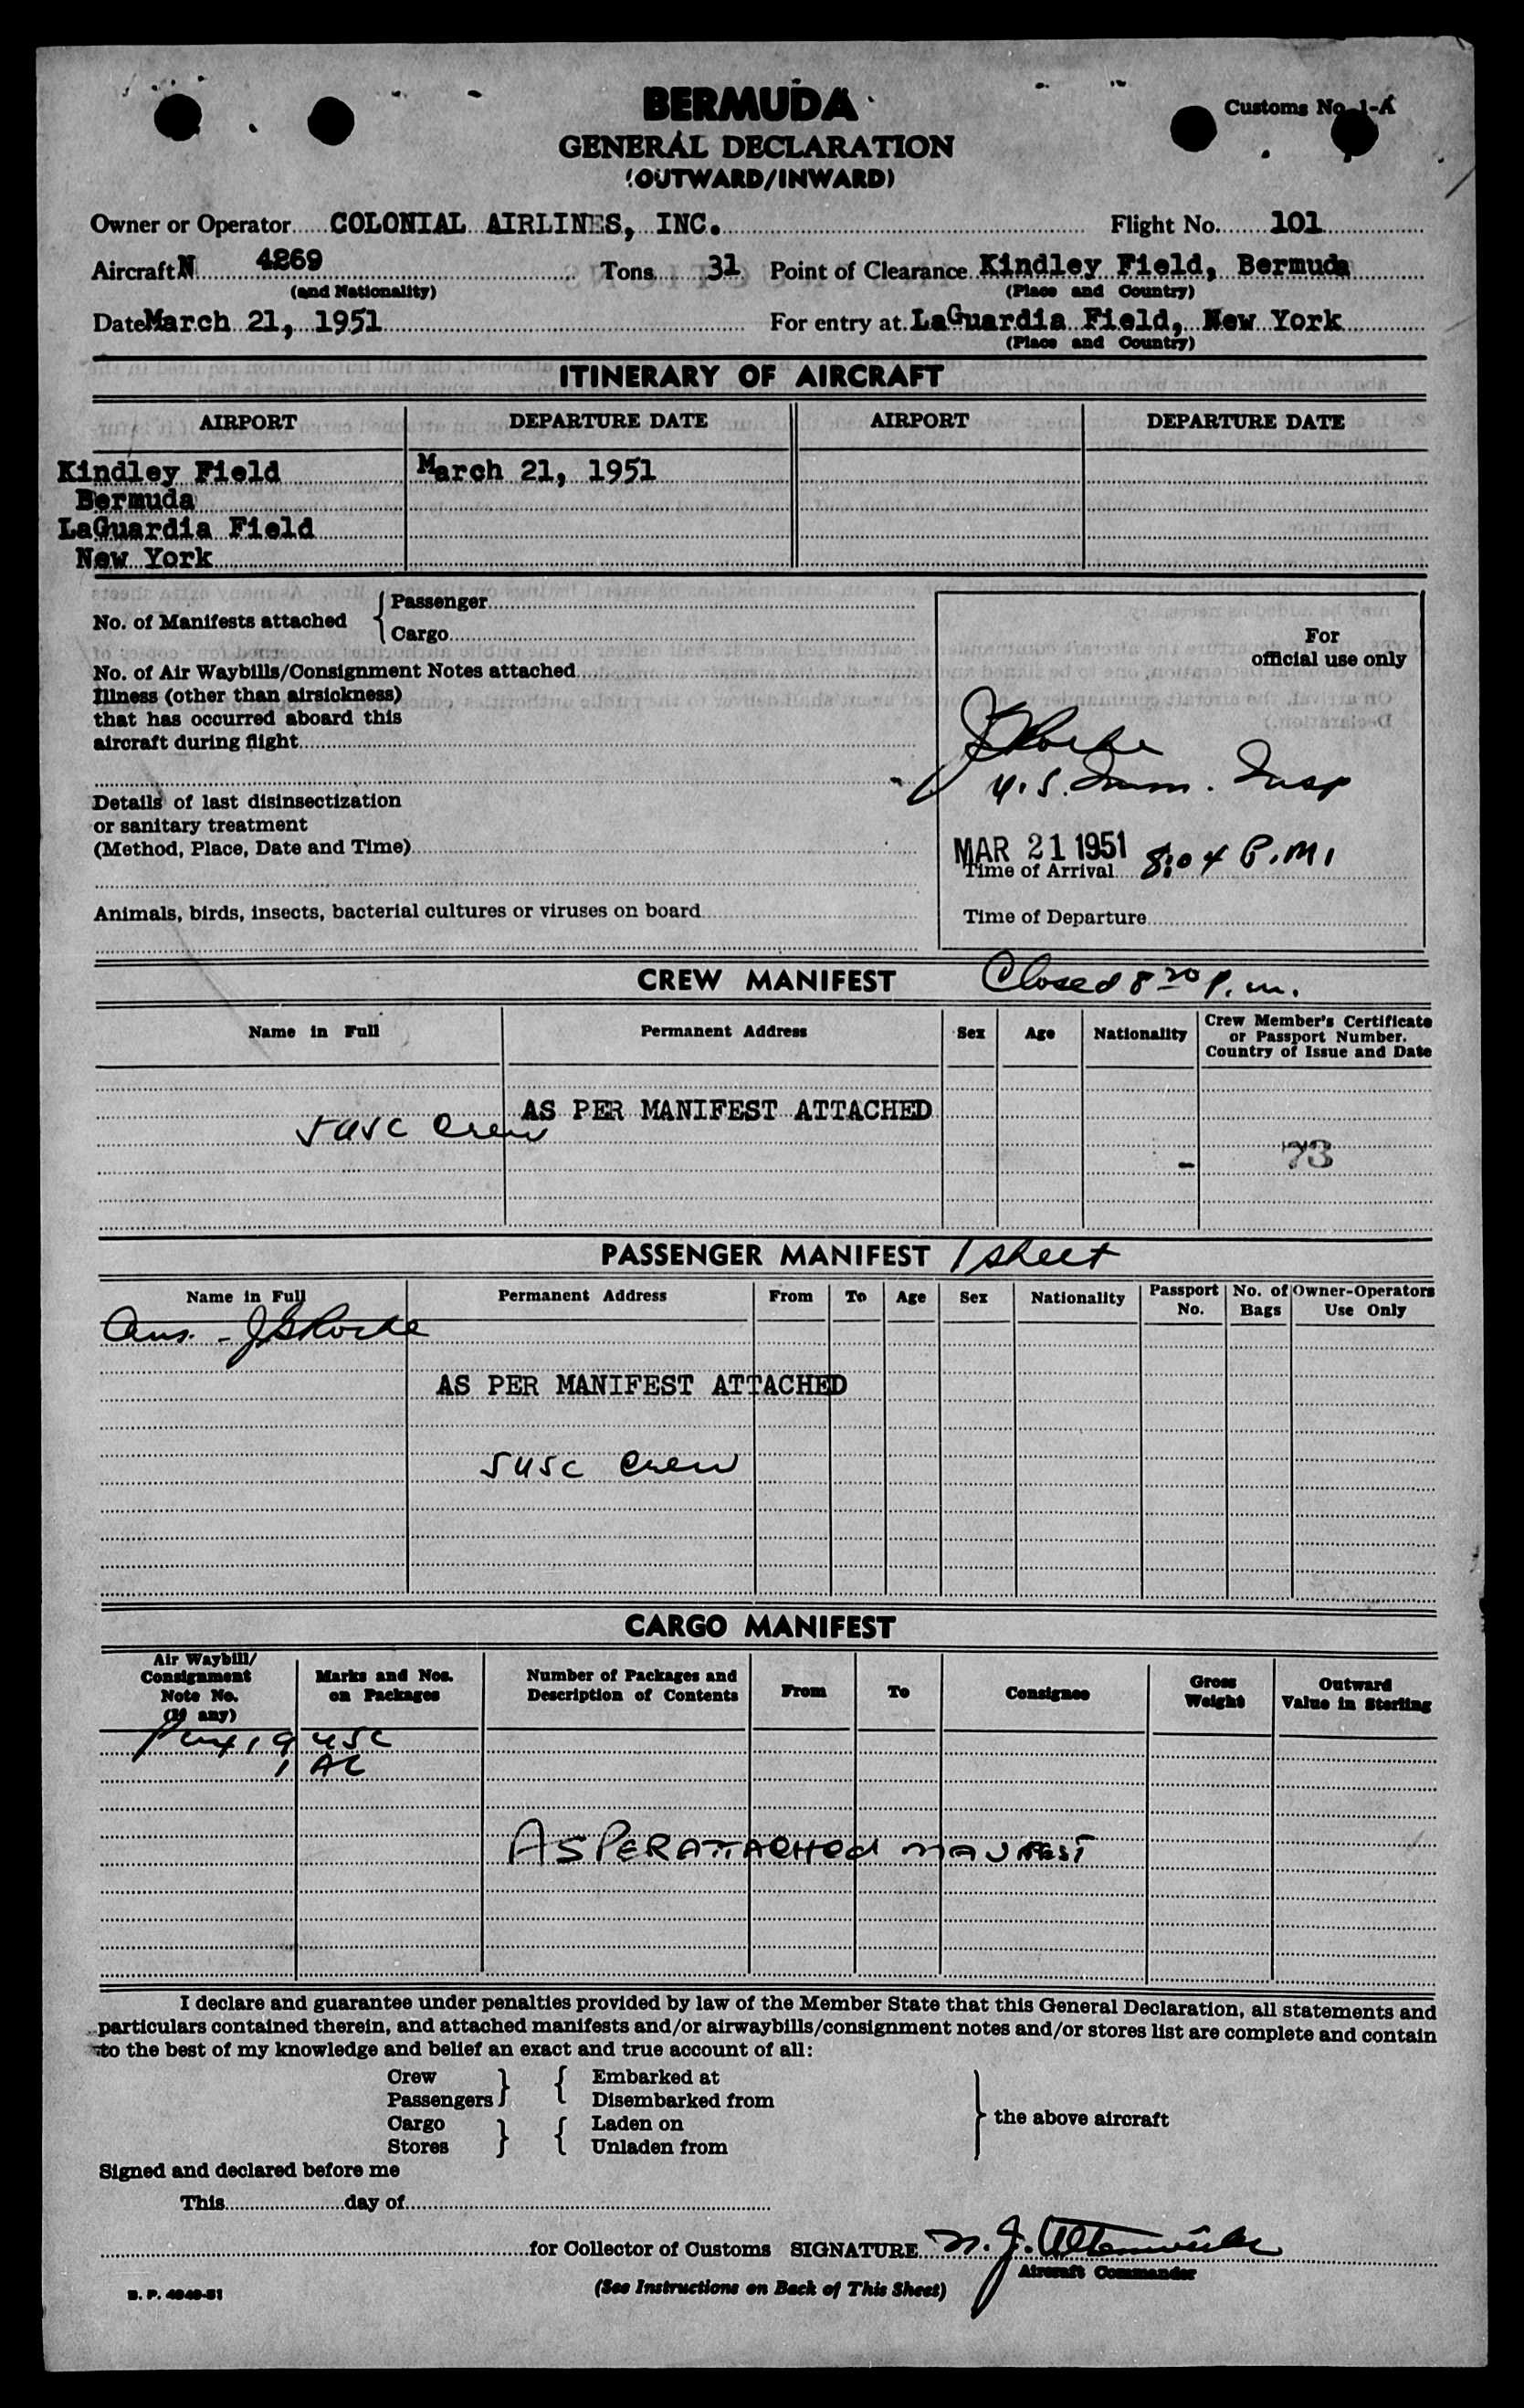 BERMUDA
Customs No. 1-A
GENERAL DECLARATION
(OUTWARD/INWARD)
Owner or Operator COLONIAL AIRLINES, INC. Flight No. 101
Aircraft N 4269 Tons 31 Point of Clearance Kindley Field, Bermuda
(and Nationality) (Place and Country)
Date March 21, 1951 For entry at LaGuardia Field, New York
(Place and Country)
ITINERARY OF AIRCRAFT
AIRPORT DEPARTURE DATE AIRPORT DEPARTURE DATE
Kindley Field March 21, 1951
Bermuda
LaGuardia Field
New York
No. of Manifests attached { Passenger
Cargo
For
official use only
No. of Air Waybills/Consignment Notes attached
Illness (other than airsickness)
that has occurred aboard this
aircraft during flight
U.S. Imm. Insp
Details of last disinsectization
or sanitary treatment
(Method, Place, Date and Time)
MAR 21 1951 8:04 P.M.
Time of Arrival
Animals, birds, insects, bacterial cultures or viruses on board
Time of Departure
CREW MANIFEST Closed 8 20 P.m.
Name in Full Permanent Address Sex Age Nationality Crew Member's Certificate
or Passport Number.
Country of Issue and Date
AS PER MANIFEST ATTACHED
5 USC Crew
73
PASSENGER MANIFEST 1 sheet
Name in Full Permanent Address From To Age Sex Nationality Passport No. No. of Bags Owner-Operators Use Only
AS PER MANIFEST ATTACHED
5 USC Crew
CARGO MANIFEST
Air Waybill/
Consignment
Note No.
(If any)
Marks and Nos.
on Packages
Number of Packages and
Description of Contents
From To Consignee
Gross
Weight
Outward
Value in Sterling
19 USC
1 AC
AS PER ATTACHED MANIFEST
I declare and guarantee under penalties provided by law of the Member State that this General Declaration, all statements and
particulars contained therein, and attached manifests and/or airwaybills/consignment notes and/or stores list are complete and contain
to the best of my knowledge and belief an exact and true account of all:
Crew } { Embarked at
Passengers Disembarked from
Cargo } { Laden on
Stores Unladen from
} the above aircraft
Signed and declared before me
This day of
for Collector of Customs SIGNATURE
Aircraft Commander
B. P. 4949-51
(See Instructions on Back of This Sheet)